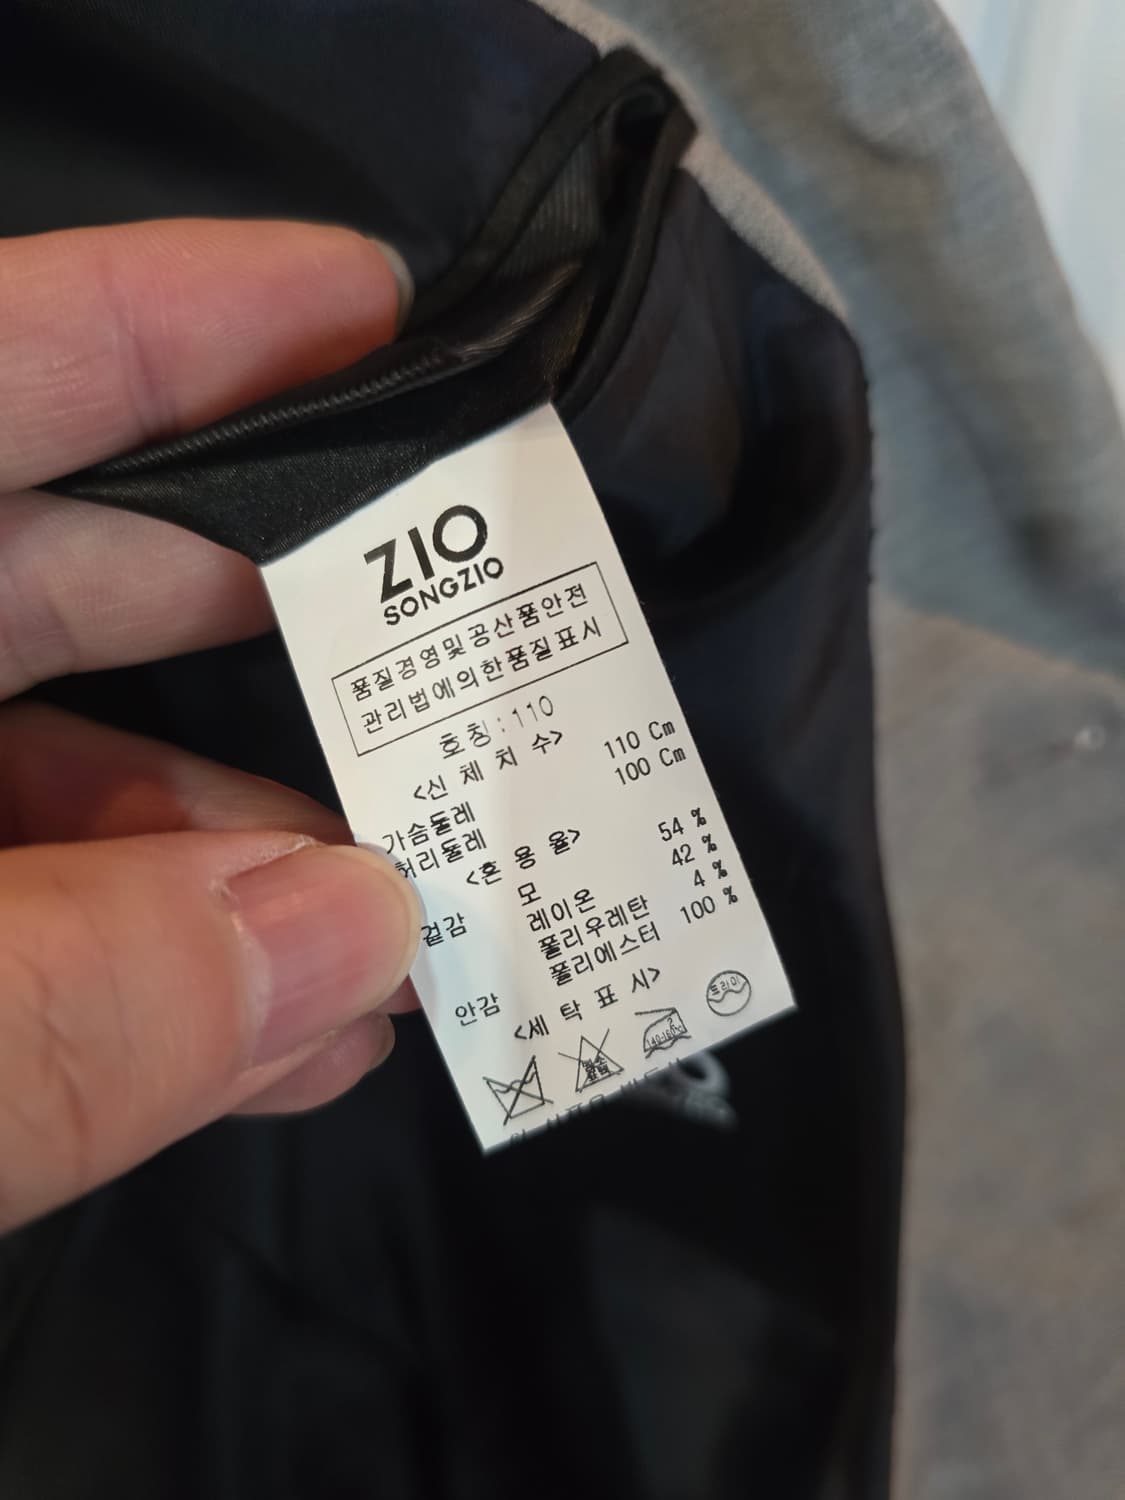 ZIO
SONGZIO
품질경영및공산품안전
관리법에의한품질표시
호칭:110
<신 체 치 수>
가슴둘레 110 Cm
허리둘레 100 Cm
<혼 용 율>
겉감 모 54 %
레이온 42 %
폴리우레탄 4 %
안감 폴리에스터 100 %
<세 탁 표 시>
140-160℃
드라이